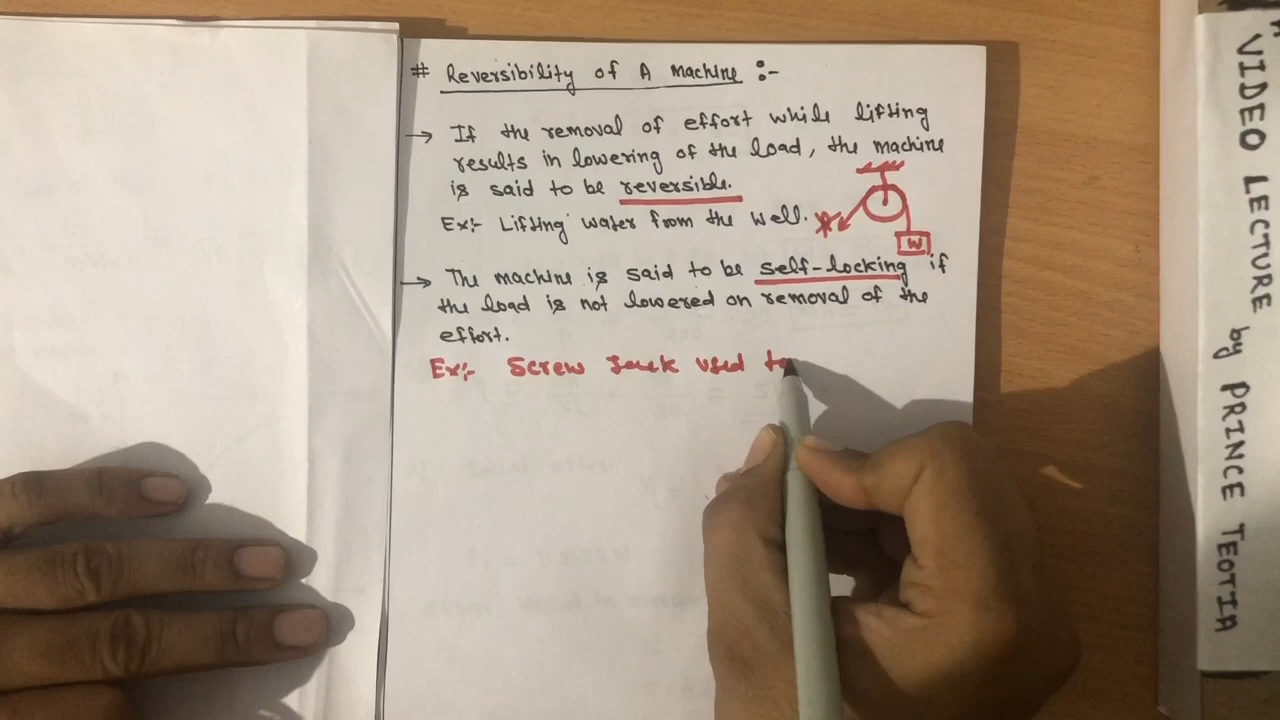 # Reversibility of A Machine :-
→ If the removal of effort while lifting
results in lowering of the load, the machine
is said to be reversible.
Ex:- Lifting water from the well.
W
→ The machine is said to be self-locking if
the load is not lowered on removal of the
effort.
Ex:- Screw Jack used to
VIDEO LECTURE by PRINCE TEOTIA